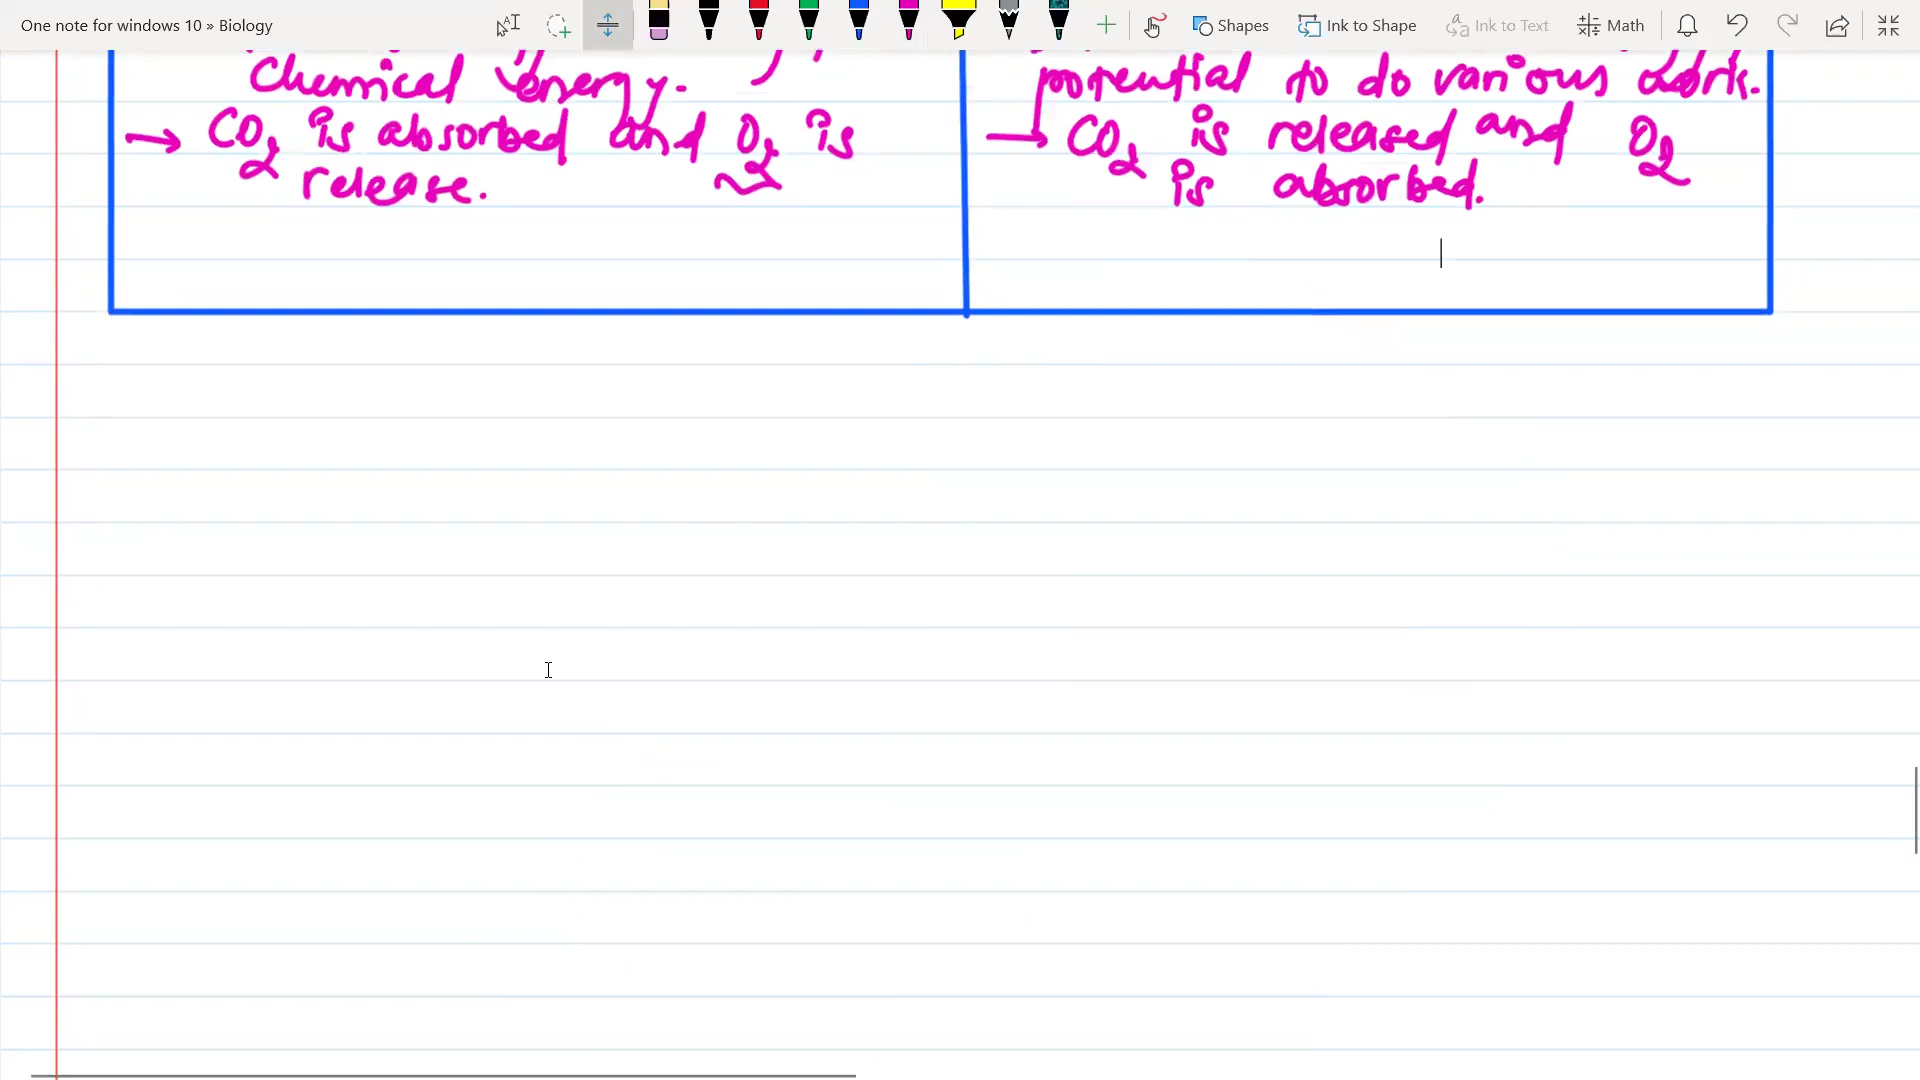 One note for windows 10 » Biology
Shapes
Ink to Shape
Ink to Text
Math
Chemical energy.
→ CO2 is absorbed and O2 is
release.
potential to do various work.
→ CO2 is released and O2
is absorbed.